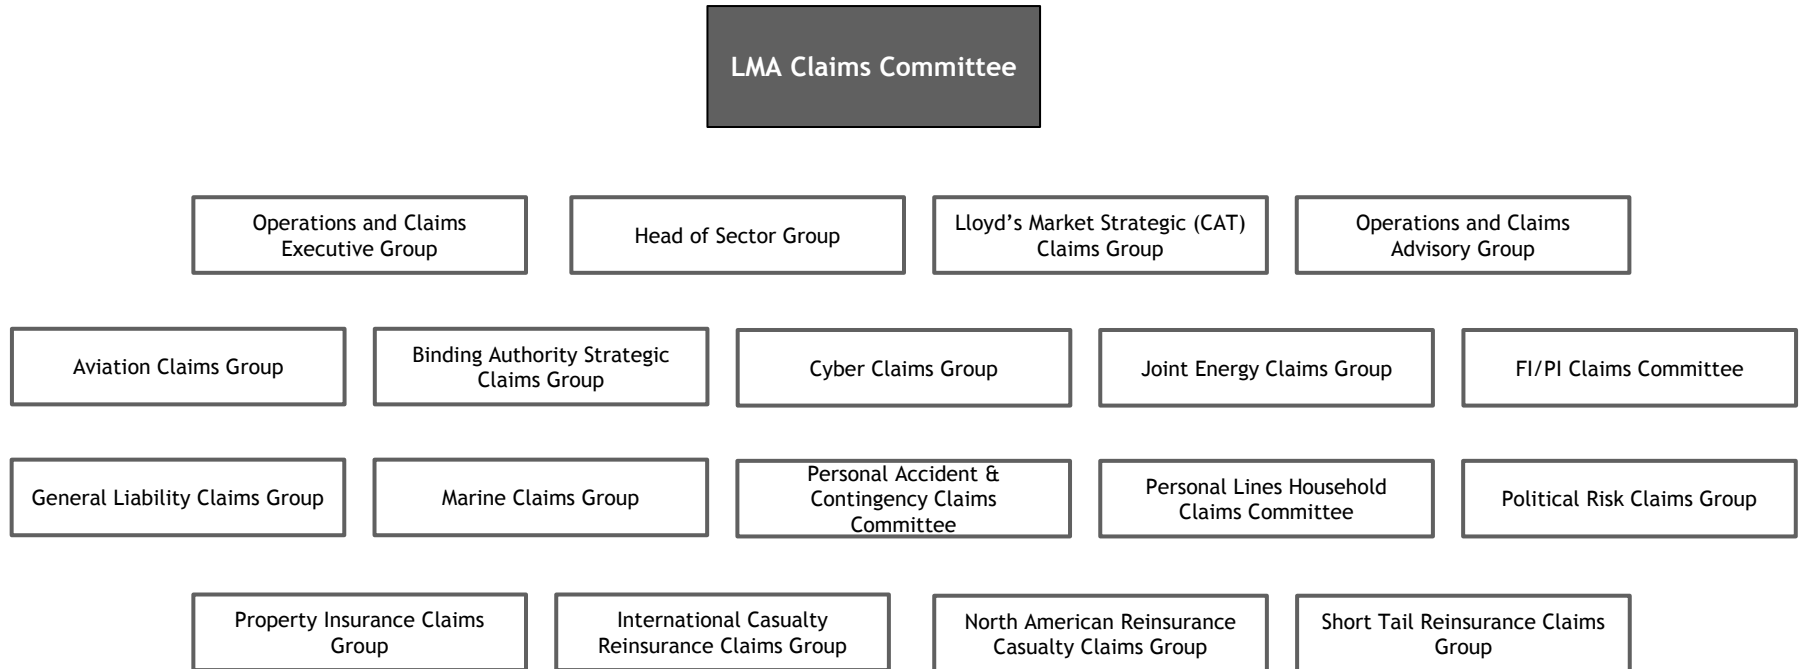 LMA Claims Committee
Operations and Claims
Executive Group
Head of Sector Group
Lloyd’s Market Strategic (CAT)
Claims Group
Operations and Claims
Advisory Group
Aviation Claims Group
Binding Authority Strategic
Claims Group
Cyber Claims Group
Joint Energy Claims Group
FI/PI Claims Committee
General Liability Claims Group
Marine Claims Group
Personal Accident &
Contingency Claims
Committee
Personal Lines Household
Claims Committee
Political Risk Claims Group
Property Insurance Claims
Group
International Casualty
Reinsurance Claims Group
North American Reinsurance
Casualty Claims Group
Short Tail Reinsurance Claims
Group